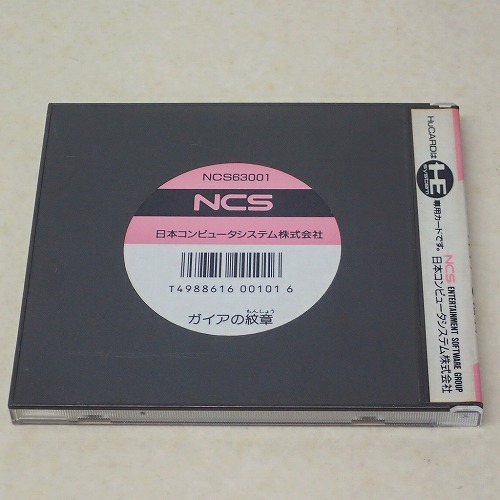 NCS63001
NCS
日本コンピュータシステム株式会社
T4988616 00101 6
もんしょう
ガイアの紋章
HuCARDは
HE
SYSTEM
専用カードです。
NCS ENTERTAINMENT SOFTWARE GROUP
日本コンピュータシステム株式会社